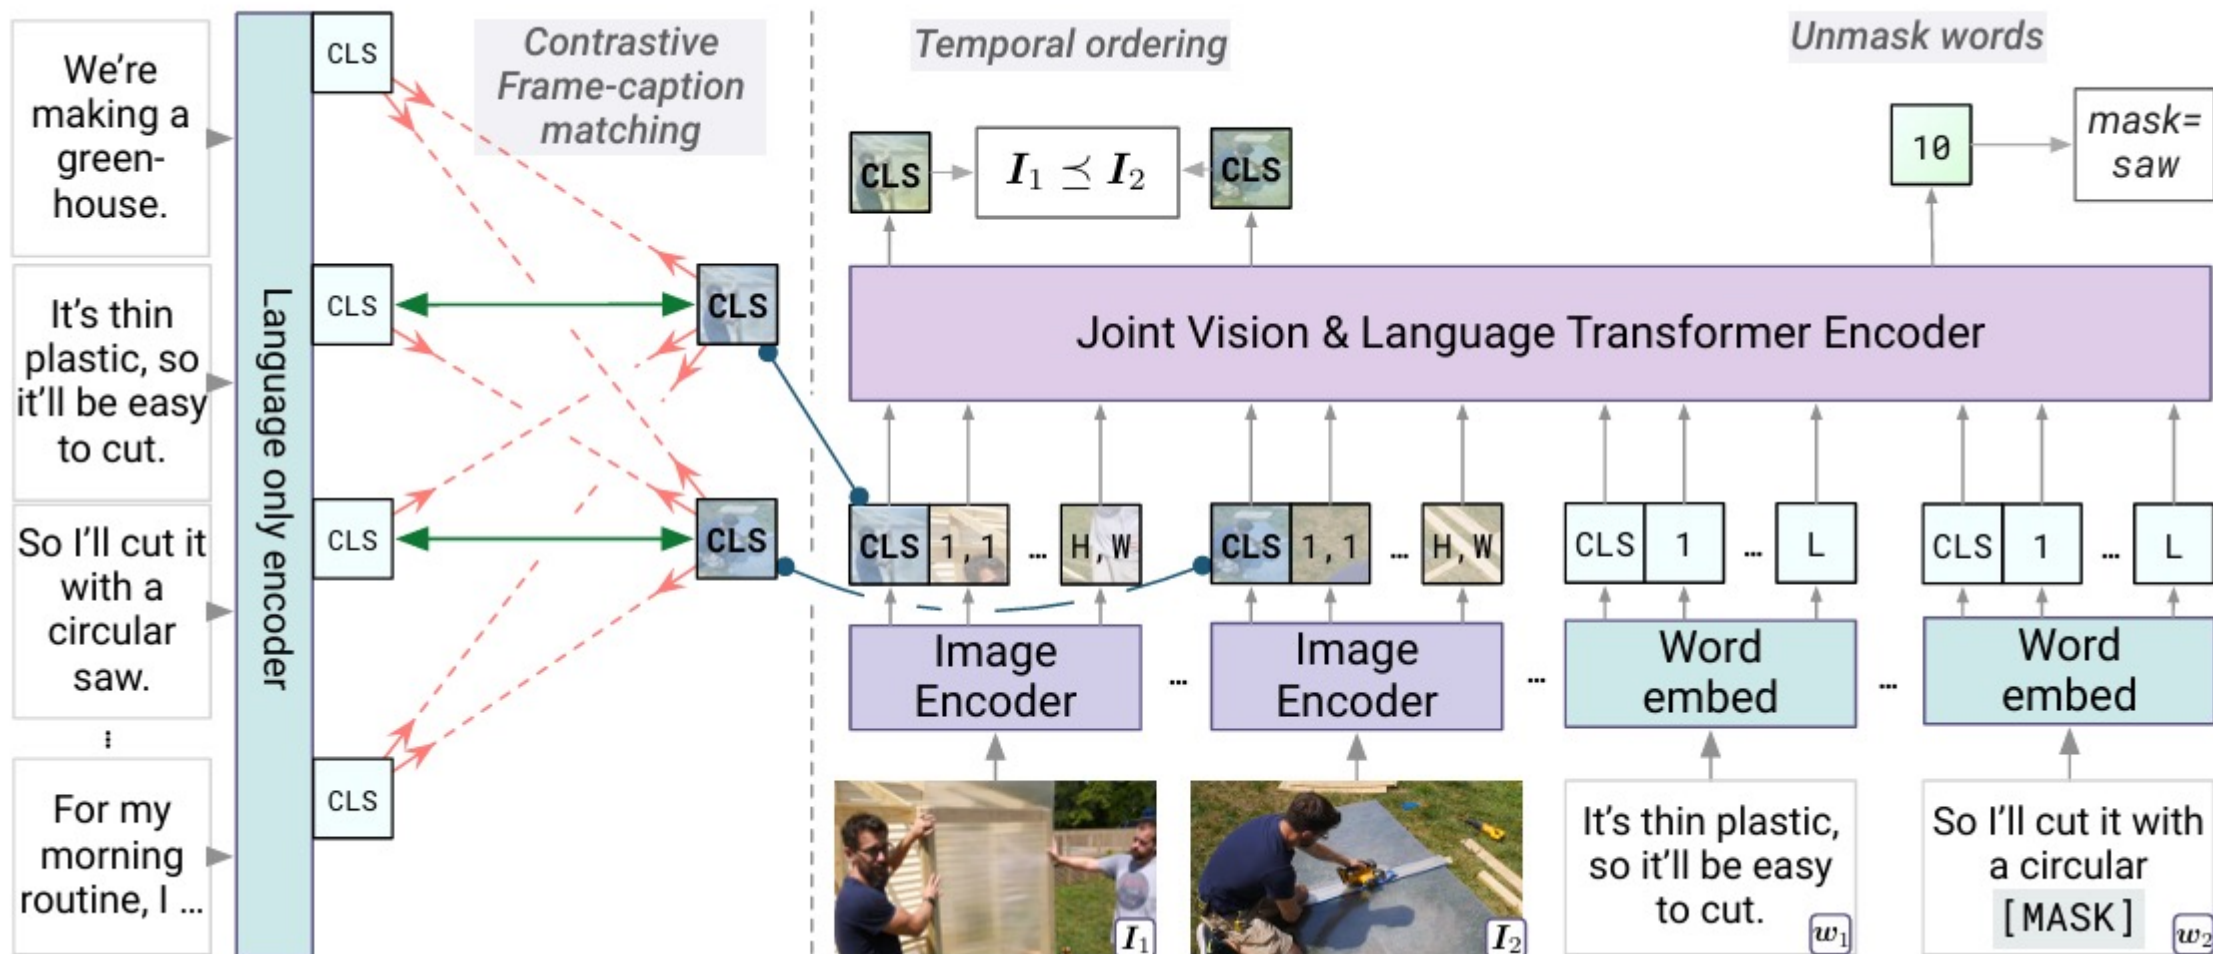 We're
making a
green-
house.
It's thin
plastic, so
it'll be easy
to cut.
So I'll cut it
with a
circular
saw.
⋮
For my
morning
routine, I ...
Language only encoder
CLS
CLS
CLS
CLS
Contrastive
Frame-caption
matching
CLS
CLS
Temporal ordering
CLS
I₁ ⪯ I₂
CLS
Unmask words
10
mask=
saw
Joint Vision & Language Transformer Encoder
CLS 1,1 ... H,W
CLS 1,1 ... H,W
CLS 1 ... L
CLS 1 ... L
Image
Encoder
...
Image
Encoder
...
Word
embed
...
Word
embed
I₁
I₂
It's thin plastic,
so it'll be easy
to cut.
w₁
So I'll cut it with
a circular
[MASK]
w₂